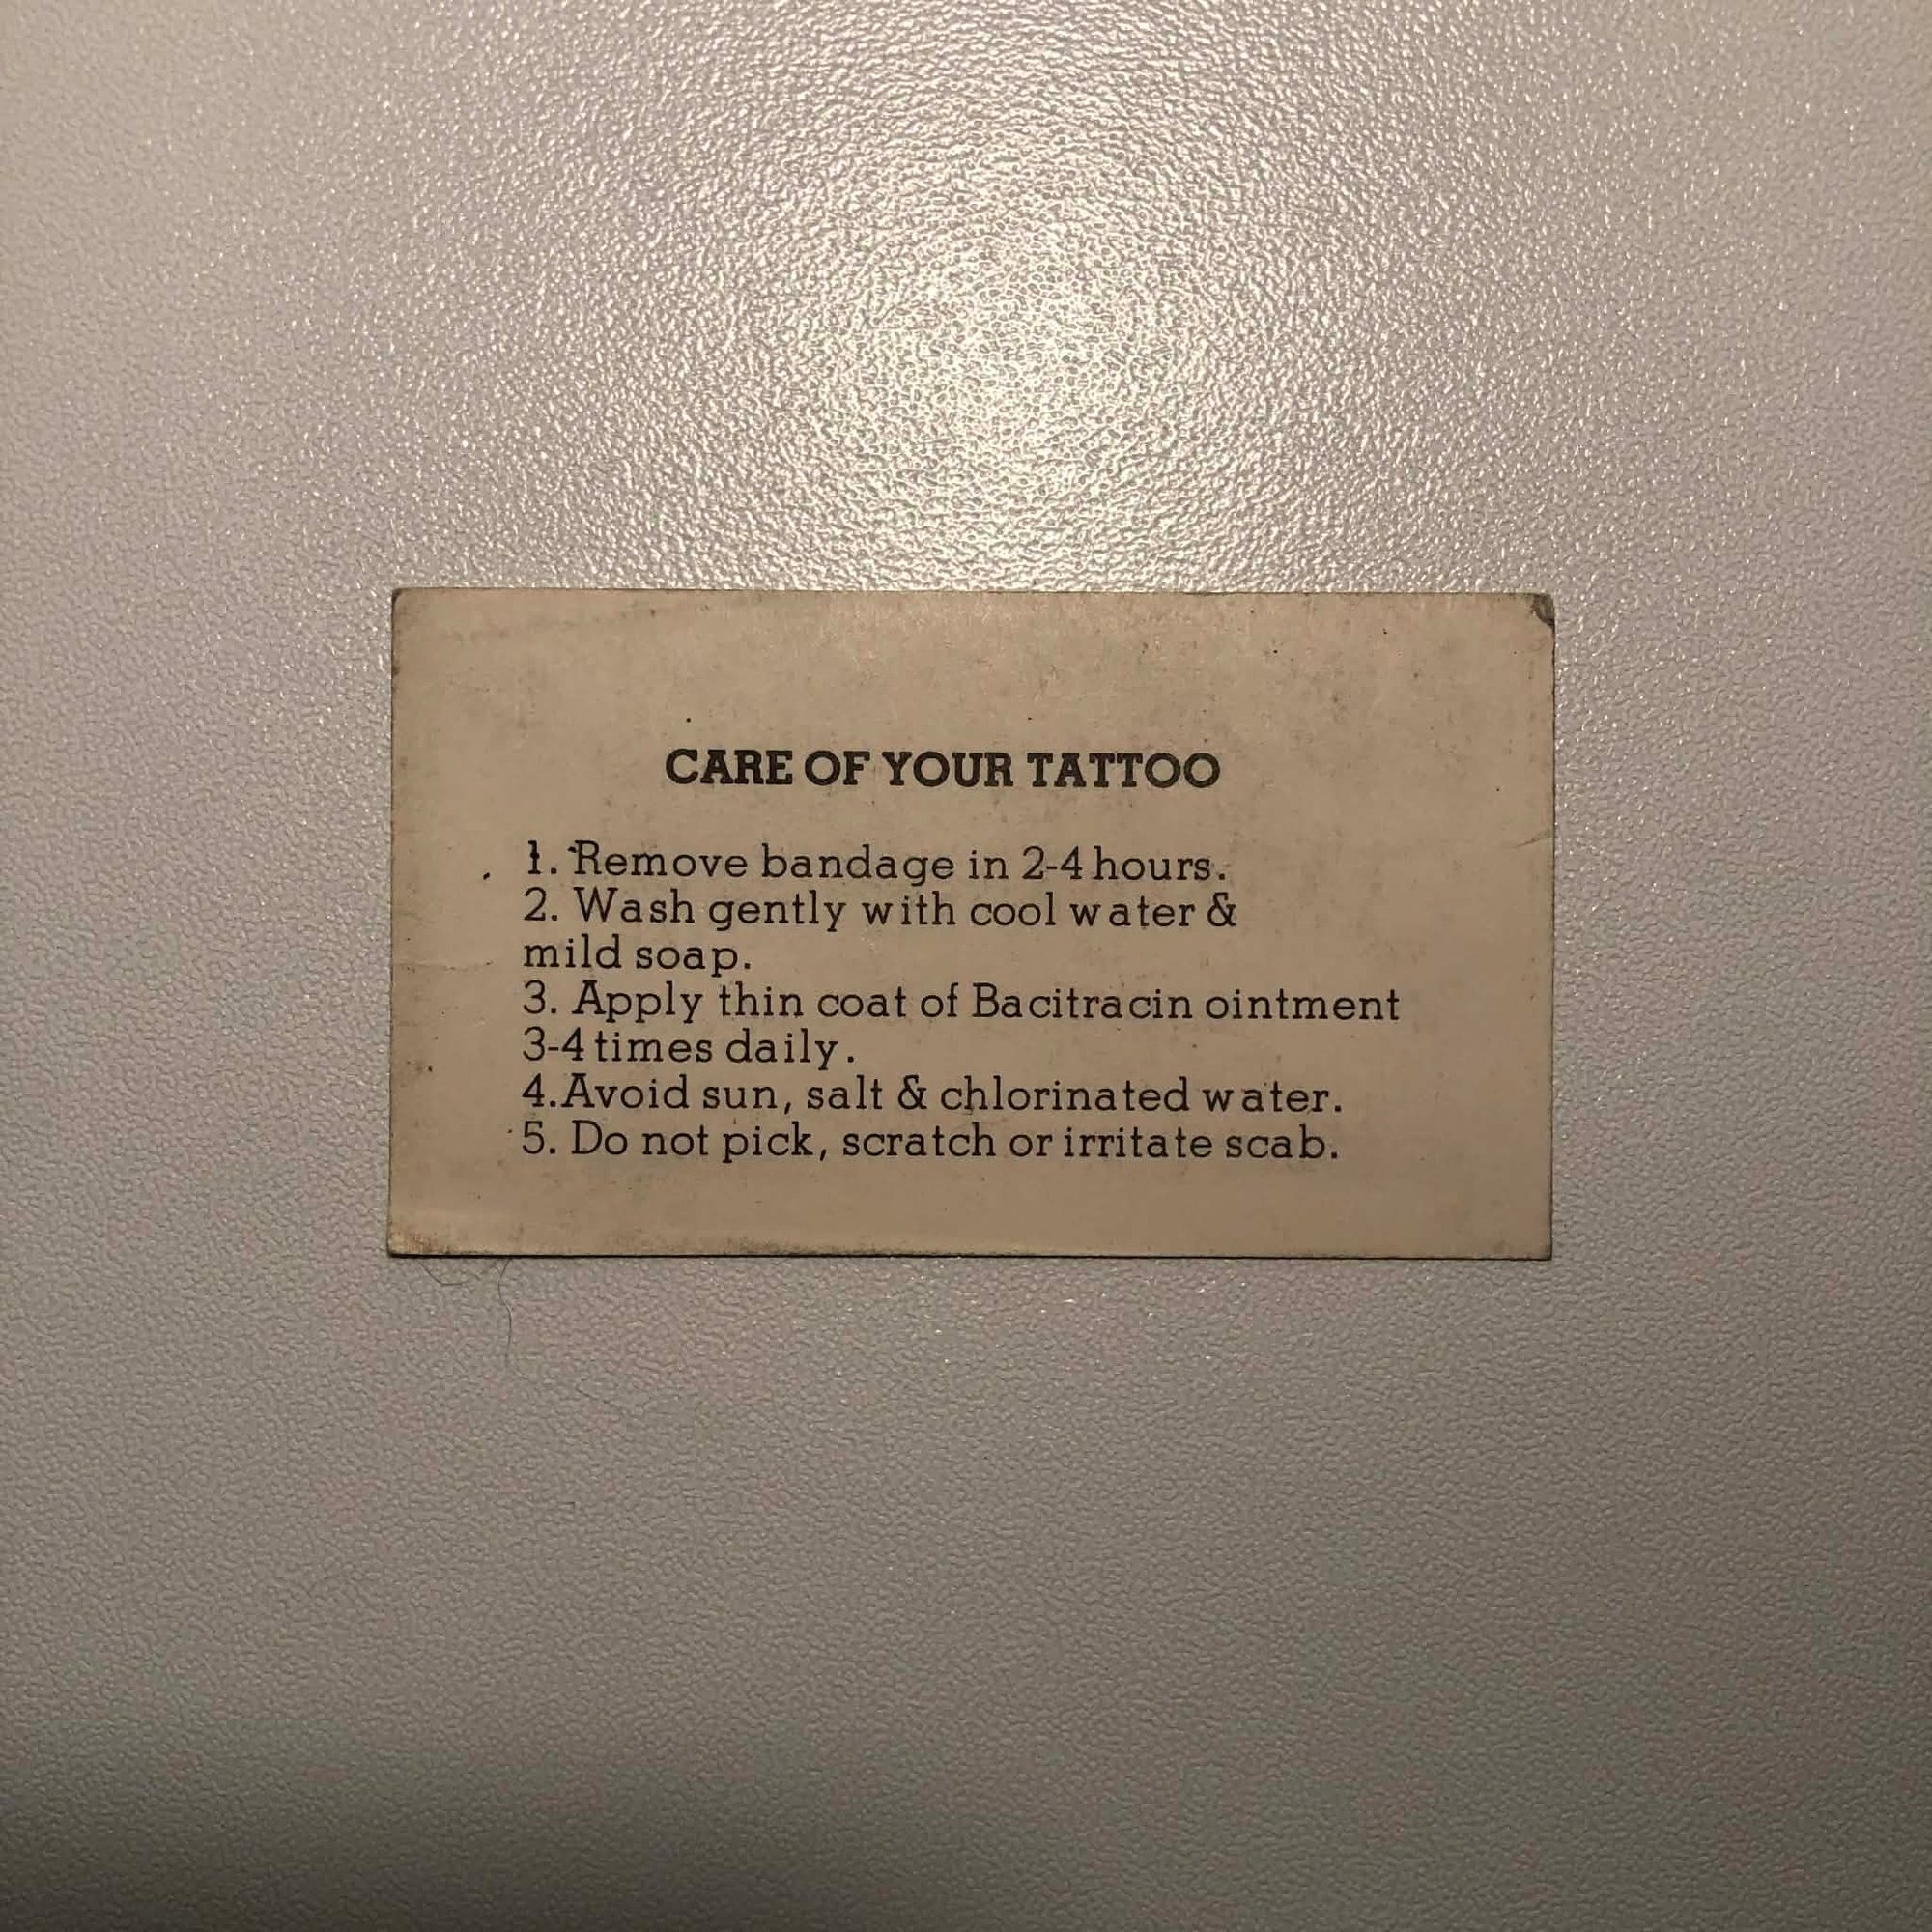 CARE OF YOUR TATTOO
1. Remove bandage in 2-4 hours.
2. Wash gently with cool water &
mild soap.
3. Apply thin coat of Bacitracin ointment
3-4 times daily.
4.Avoid sun, salt & chlorinated water.
5. Do not pick, scratch or irritate scab.